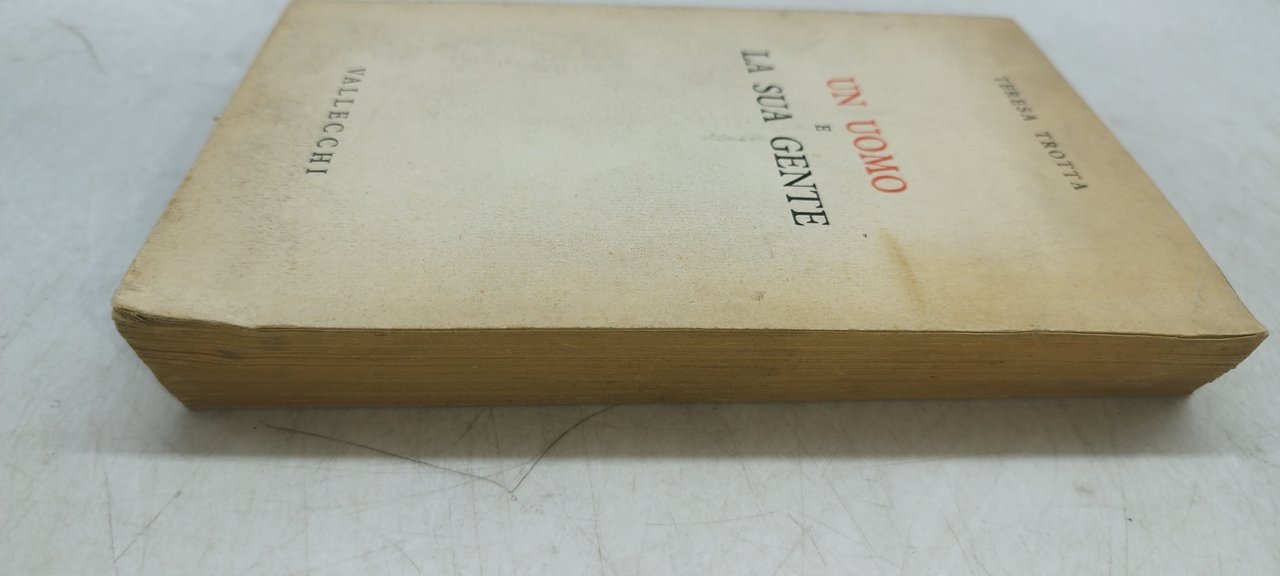 TERESA TROTTA
UN UOMO
E
LA SUA GENTE
VALLECCHI